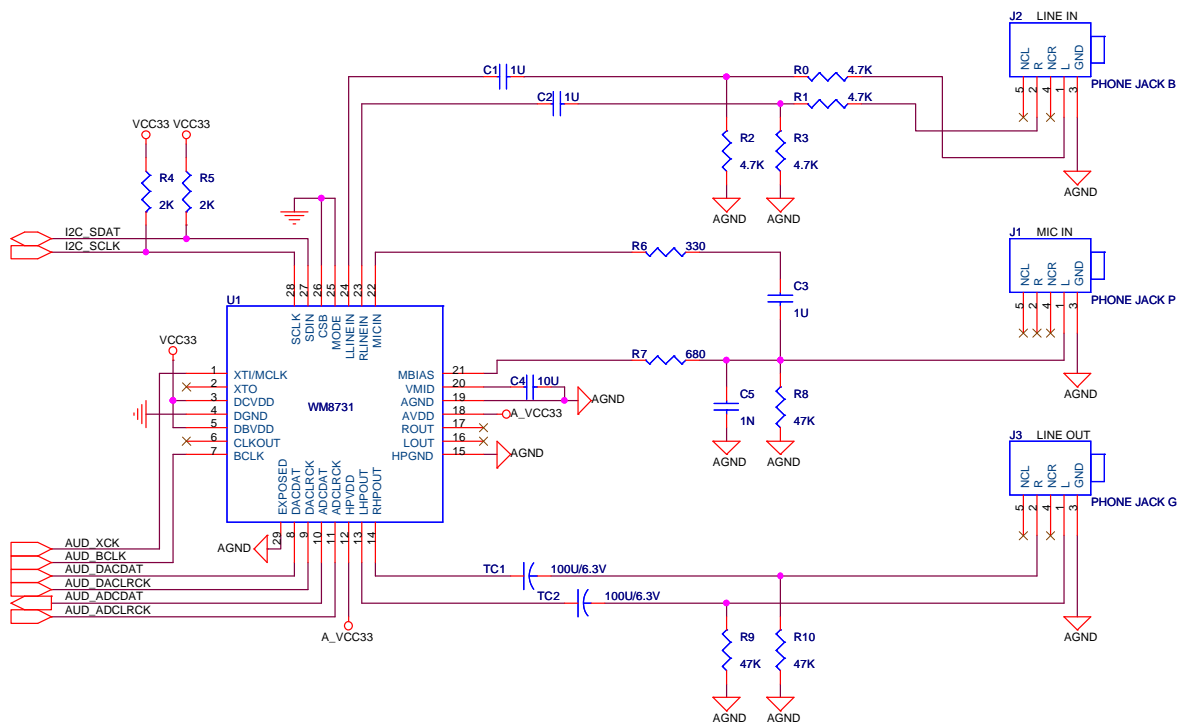 J2 LINE IN
NCL R NCR L GND
5 2 4 1 3
PHONE JACK B
AGND
C1 1U
R0 4.7K
C2 1U
R1 4.7K
R2 4.7K
R3 4.7K
AGND AGND
VCC33 VCC33
R4 2K
R5 2K
I2C_SDAT
I2C_SCLK
J1 MIC IN
NCL R NCR L GND
5 2 4 1 3
PHONE JACK P
AGND
R6 330
C3 1U
R7 680
C5 1N
R8 47K
AGND AGND
U1
28 27 26 25 24 23 22
SCLK SDIN CSB MODE LLINEIN RLINEIN MICIN
VCC33
WM8731
1 XTI/MCLK
2 XTO
3 DCVDD
4 DGND
5 DBVDD
6 CLKOUT
7 BCLK
MBIAS 21
VMID 20 C4 10U
AGND 19 AGND
AVDD 18 A_VCC33
ROUT 17
LOUT 16
HPGND 15 AGND
EXPOSED DACDAT DACLRCK ADCDAT ADCLRCK HPVDD LHPOUT RHPOUT
29 8 9 10 11 12 13 14
AGND
J3 LINE OUT
NCL R NCR L GND
5 2 4 1 3
PHONE JACK G
AGND
AUD_XCK
AUD_BCLK
AUD_DACDAT
AUD_DACLRCK
AUD_ADCDAT
AUD_ADCLRCK
A_VCC33
TC1 100U/6.3V
TC2 100U/6.3V
R9 47K
R10 47K
AGND AGND